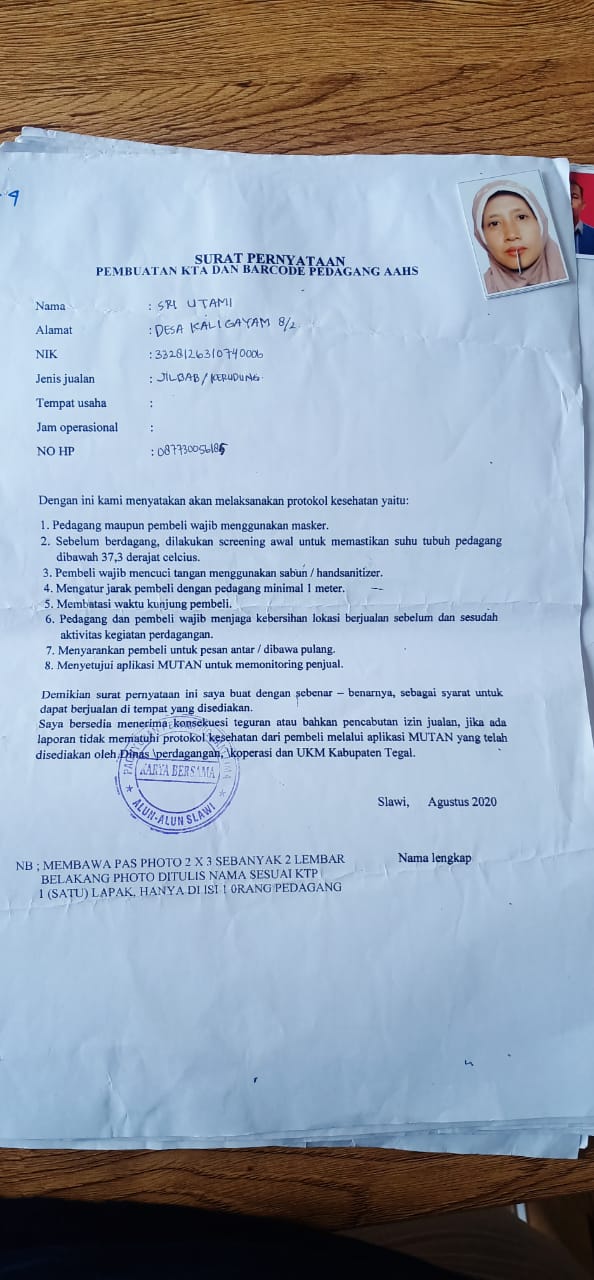 9
SURAT PERNYATAAN
PEMBUATAN KTA DAN BARCODE PEDAGANG AAHS
Nama : SRI UTAMI
Alamat : DESA KALIGAYAM 8/2
NIK : 3328126310740006
Jenis jualan : JILBAB/KERUDUNG.
Tempat usaha :
Jam operasional :
NO HP : 087730056185
Dengan ini kami menyatakan akan melaksanakan protokol kesehatan yaitu:
1. Pedagang maupun pembeli wajib menggunakan masker.
2. Sebelum berdagang, dilakukan screening awal untuk memastikan suhu tubuh pedagang
dibawah 37,3 derajat celcius.
3. Pembeli wajib mencuci tangan menggunakan sabun / handsanitizer.
4. Mengatur jarak pembeli dengan pedagang minimal 1 meter.
5. Membatasi waktu kunjung pembeli.
6. Pedagang dan pembeli wajib menjaga kebersihan lokasi berjualan sebelum dan sesudah
aktivitas kegiatan perdagangan.
7. Menyarankan pembeli untuk pesan antar / dibawa pulang.
8. Menyetujui aplikasi MUTAN untuk memonitoring penjual.
Demikian surat pernyataan ini saya buat dengan sebenar – benarnya, sebagai syarat untuk
dapat berjualan di tempat yang disediakan.
Saya bersedia menerima konsekuesi teguran atau bahkan pencabutan izin jualan, jika ada
laporan tidak mematuhi protokol kesehatan dari pembeli melalui aplikasi MUTAN yang telah
disediakan oleh Dinas \perdagangan, \koperasi dan UKM Kabupaten Tegal.
KARYA BERSAMA
ALUN-ALUN SLAWI
Slawi, Agustus 2020
Nama lengkap
NB ; MEMBAWA PAS PHOTO 2 X 3 SEBANYAK 2 LEMBAR
BELAKANG PHOTO DITULIS NAMA SESUAI KTP
1 (SATU) LAPAK, HANYA DI ISI 1 0RANG PEDAGANG